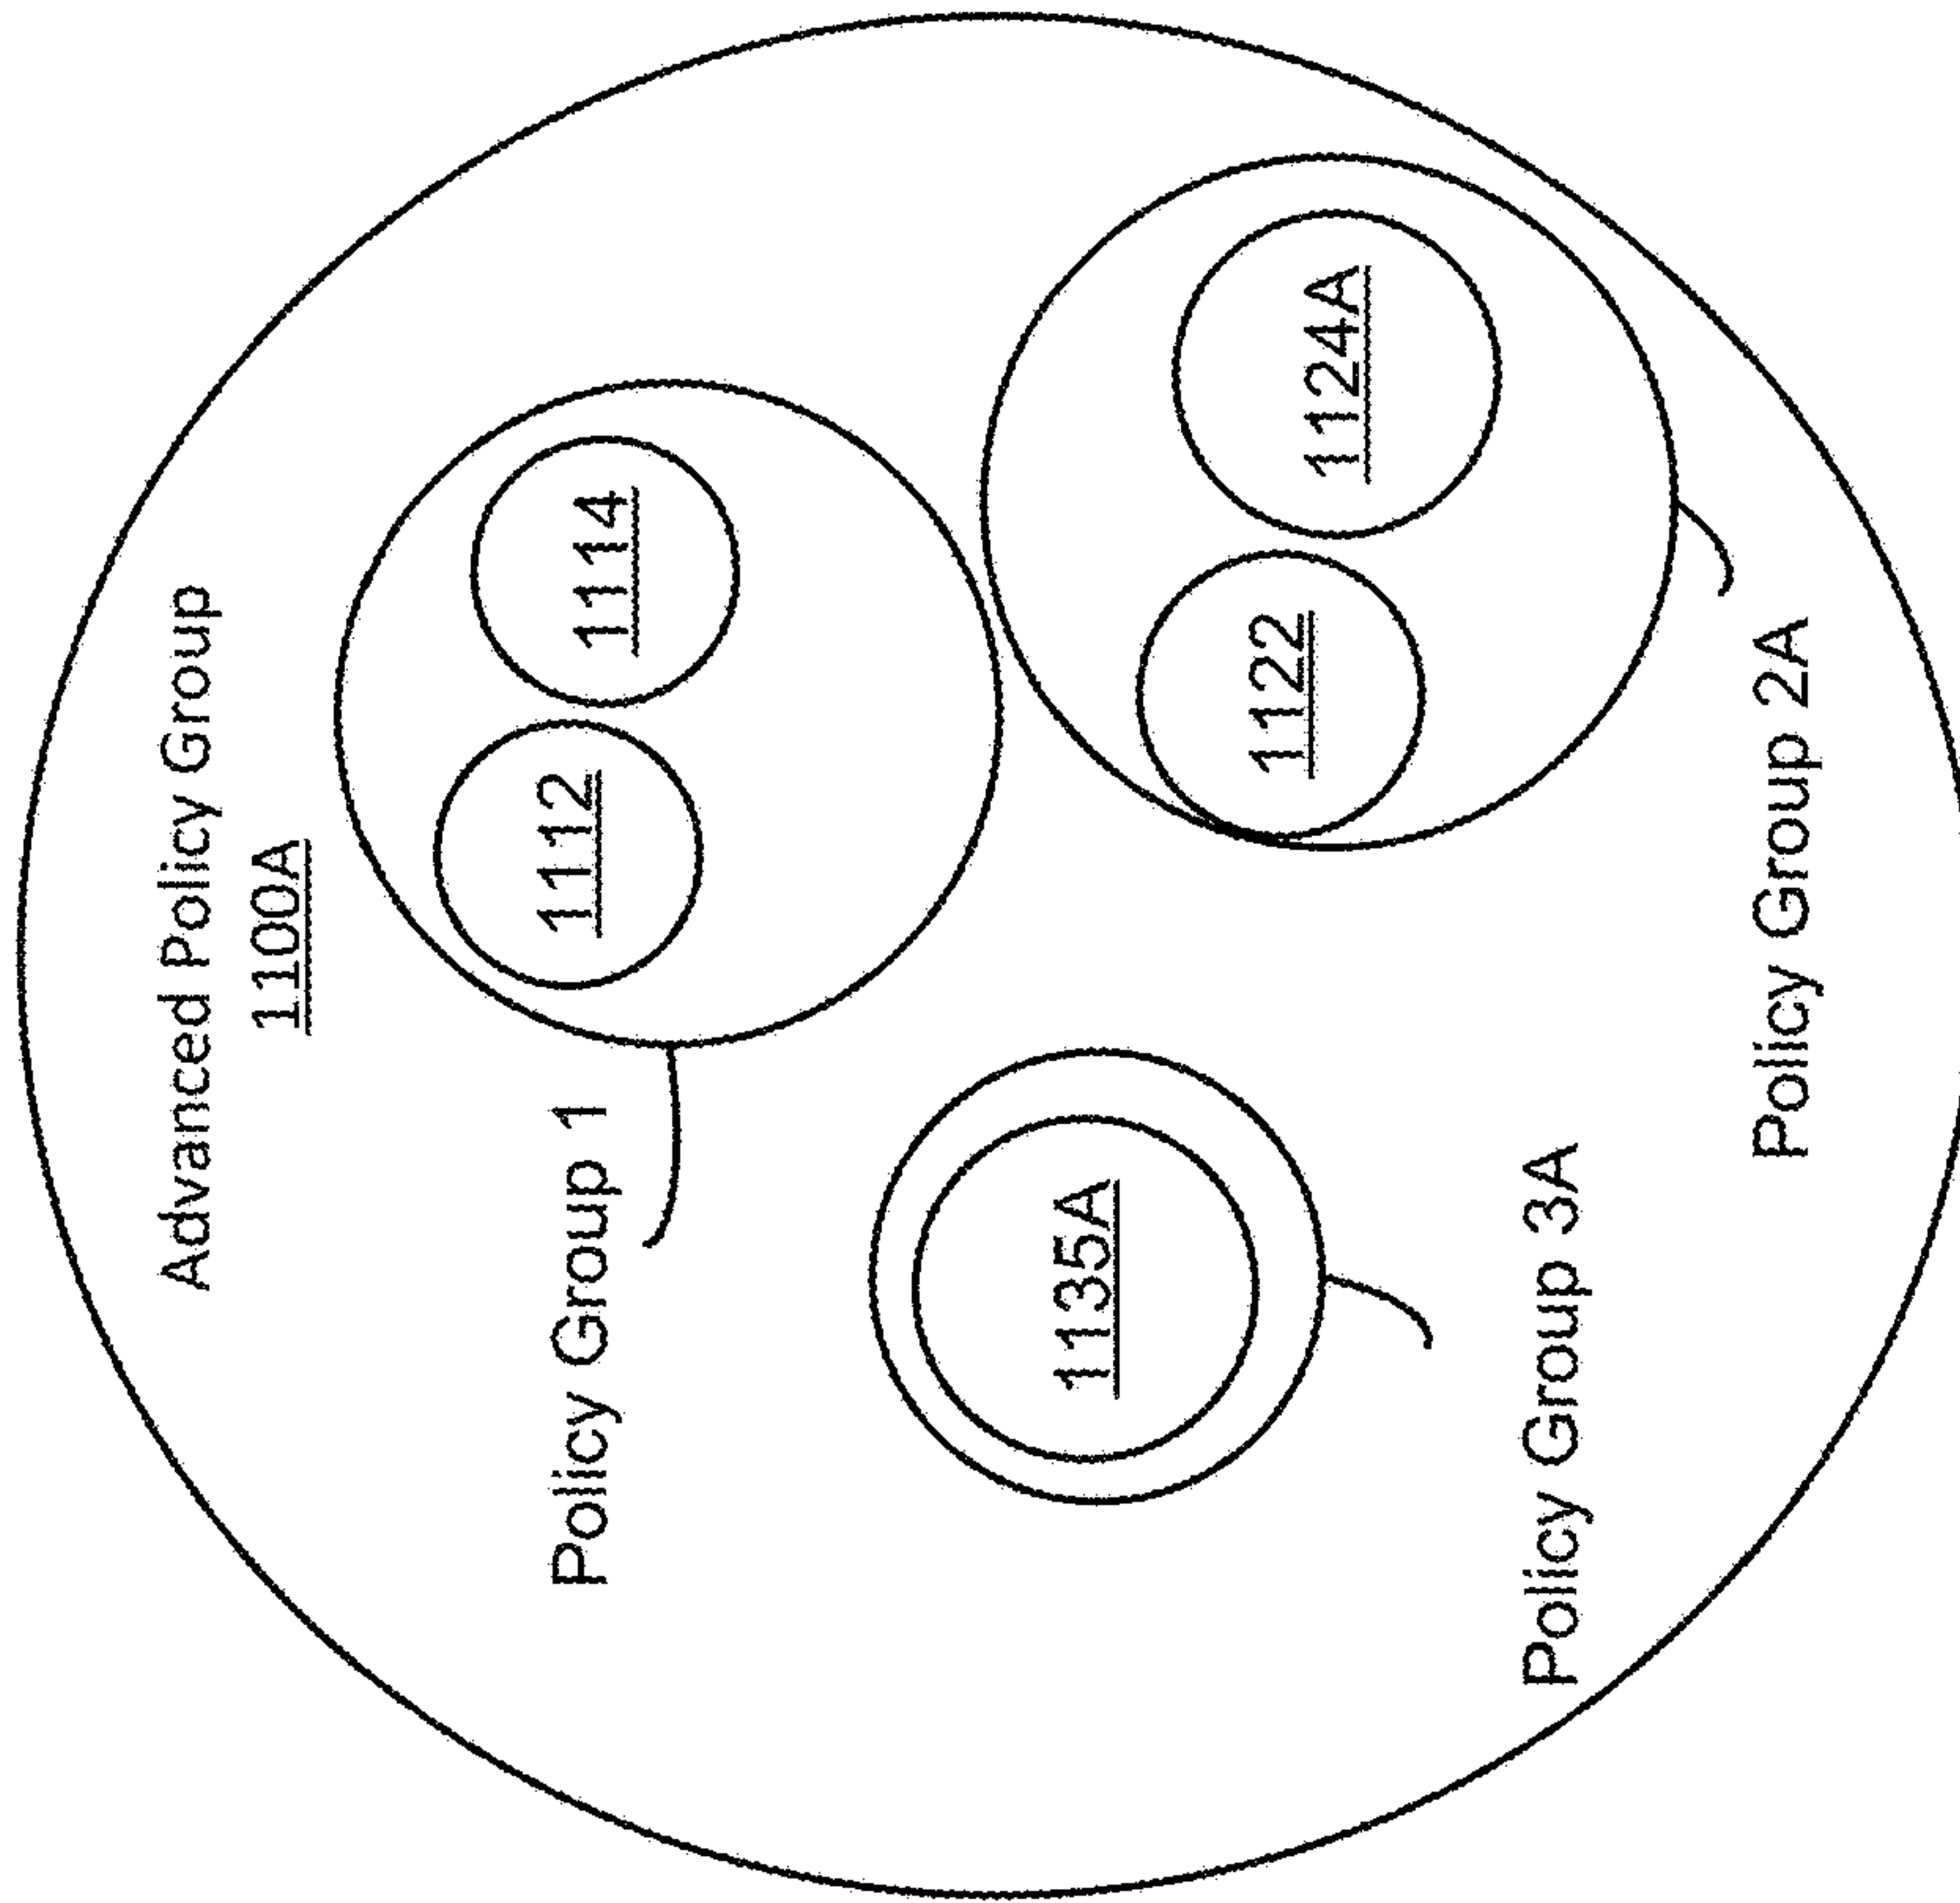 Advanced Policy Group
1100A
Policy Group 1
1112
1114
1135A
1122
1124A
Policy Group 3A
Policy Group 2A